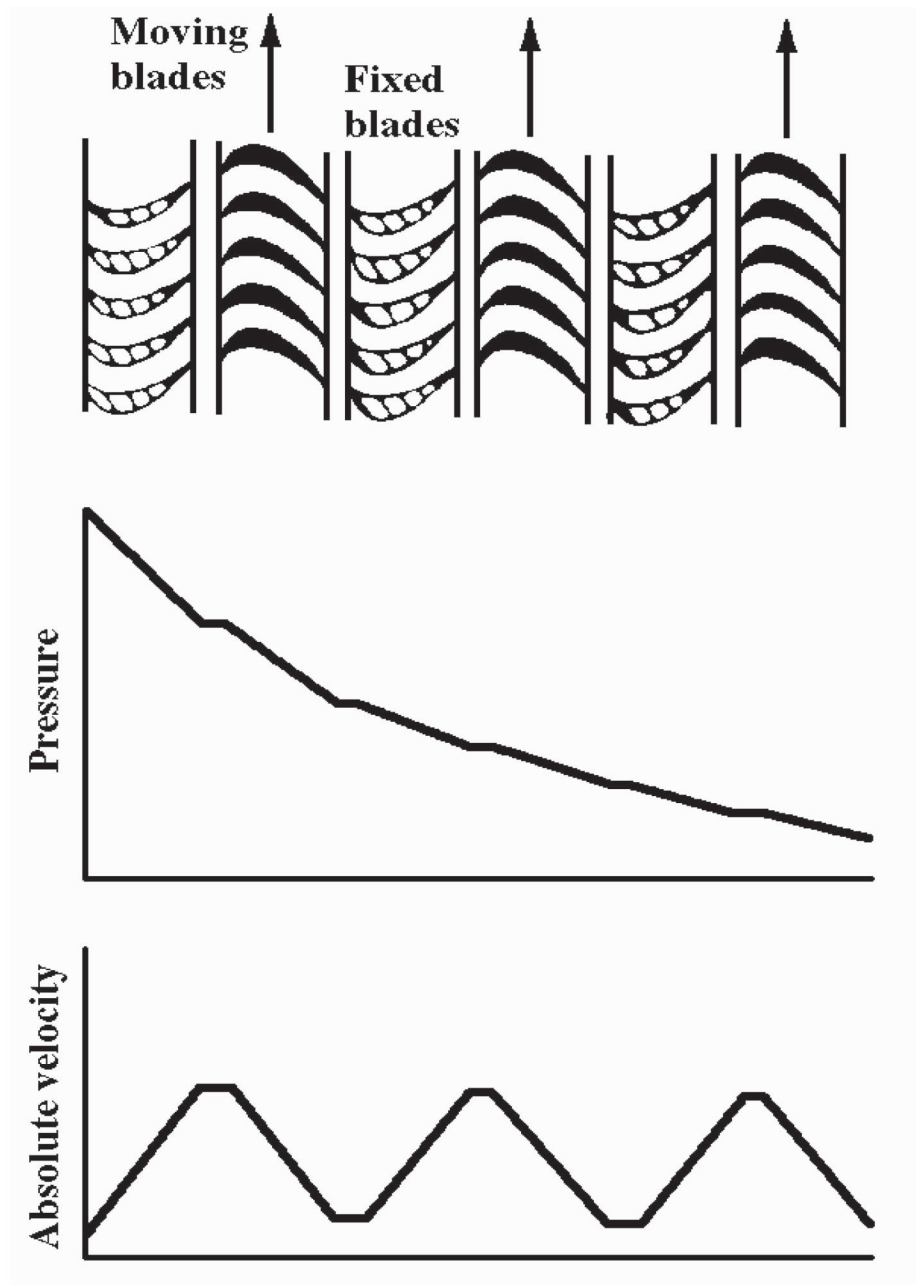 Moving
blades
Fixed
blades
Pressure
Absolute velocity